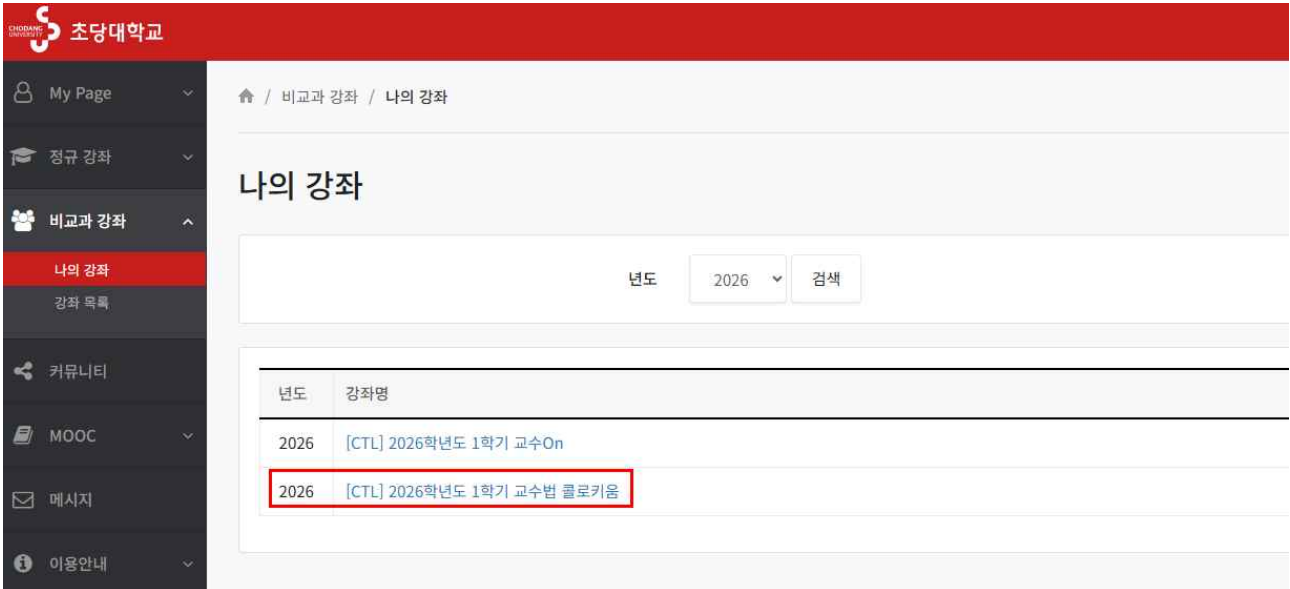 CHODANG
UNIVERSITY
초당대학교
My Page
정규 강좌
비교과 강좌
나의 강좌
강좌 목록
커뮤니티
MOOC
메시지
이용안내
/ 비교과 강좌 / 나의 강좌
나의 강좌
년도 2026 검색
년도 강좌명
2026 [CTL] 2026학년도 1학기 교수On
2026 [CTL] 2026학년도 1학기 교수법 콜로키움